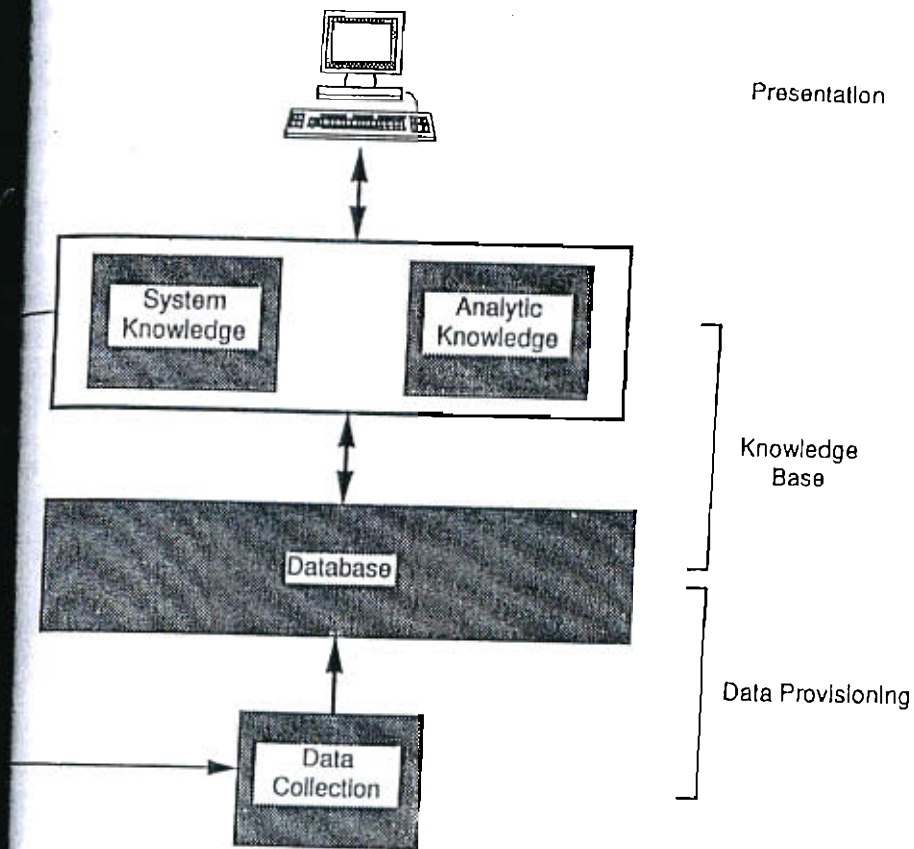 Presentation
System
Knowledge
Analytic
Knowledge
Knowledge
Base
Database
Data Provisioning
Data
Collection